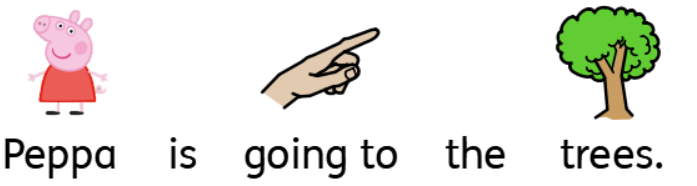 Peppa is going to the trees.